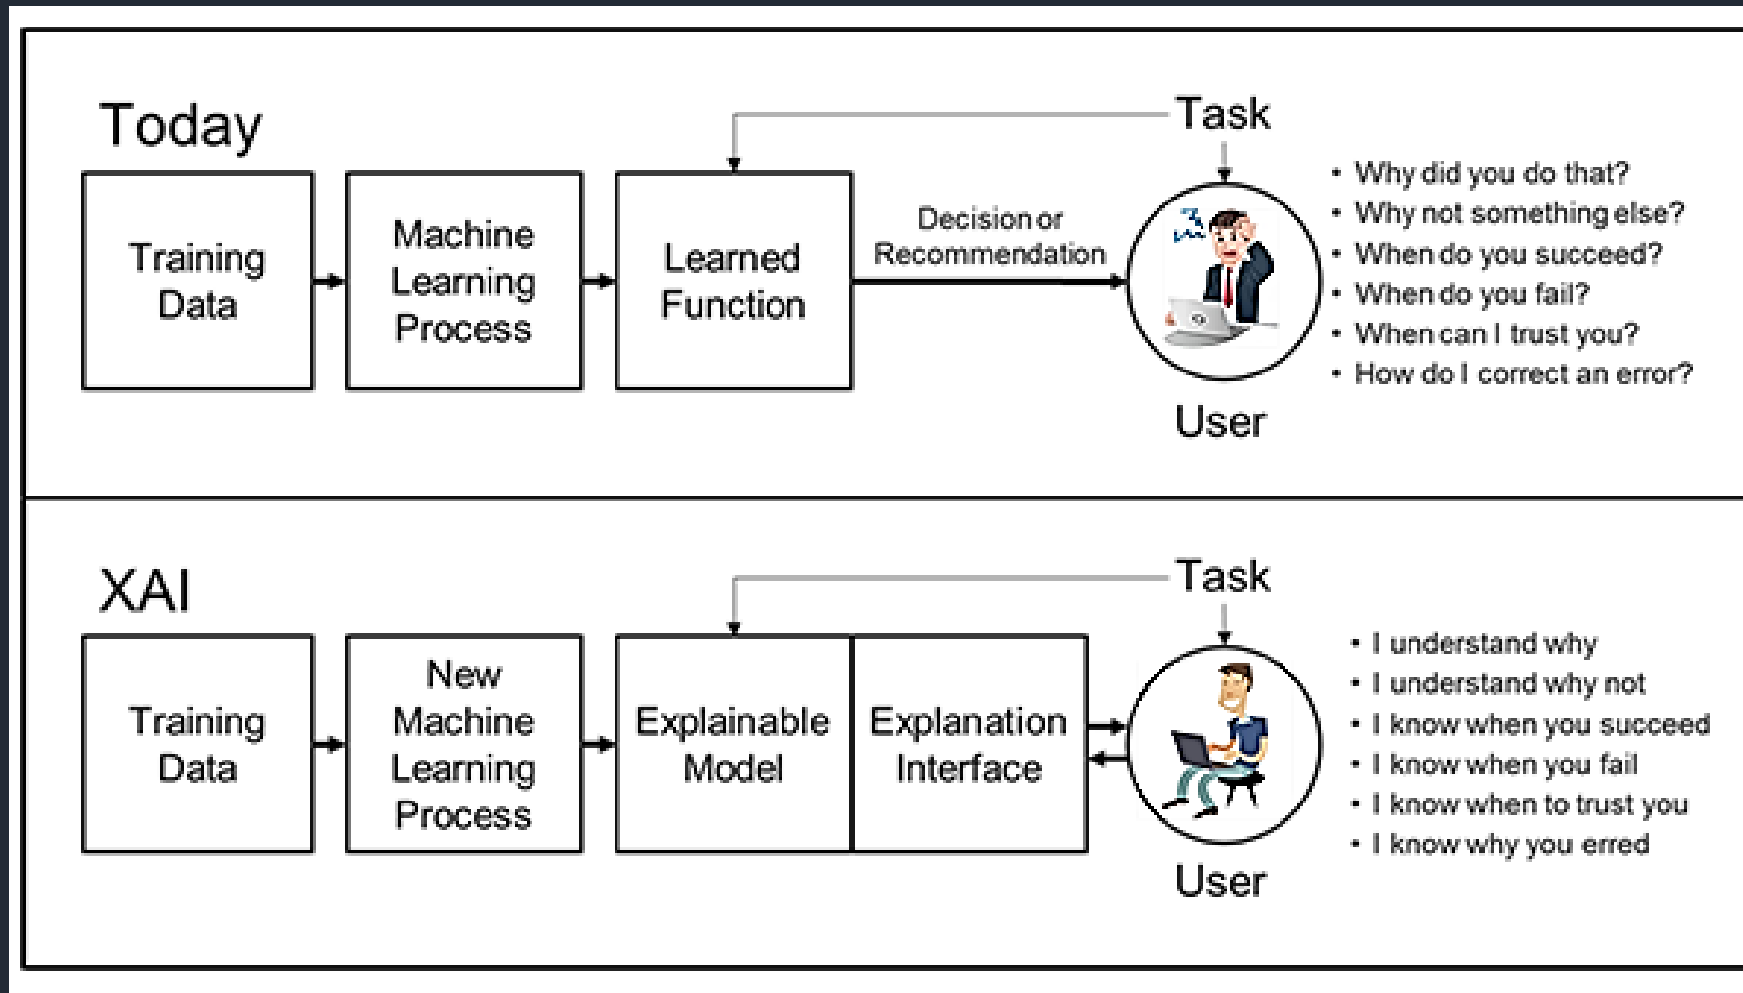 Today
Task
Training
Data
Machine
Learning
Process
Learned
Function
Decision or
Recommendation
• Why did you do that?
• Why not something else?
• When do you succeed?
• When do you fail?
• When can I trust you?
• How do I correct an error?
User
XAI
Task
Training
Data
New
Machine
Learning
Process
Explainable
Model
Explanation
Interface
• I understand why
• I understand why not
• I know when you succeed
• I know when you fail
• I know when to trust you
• I know why you erred
User